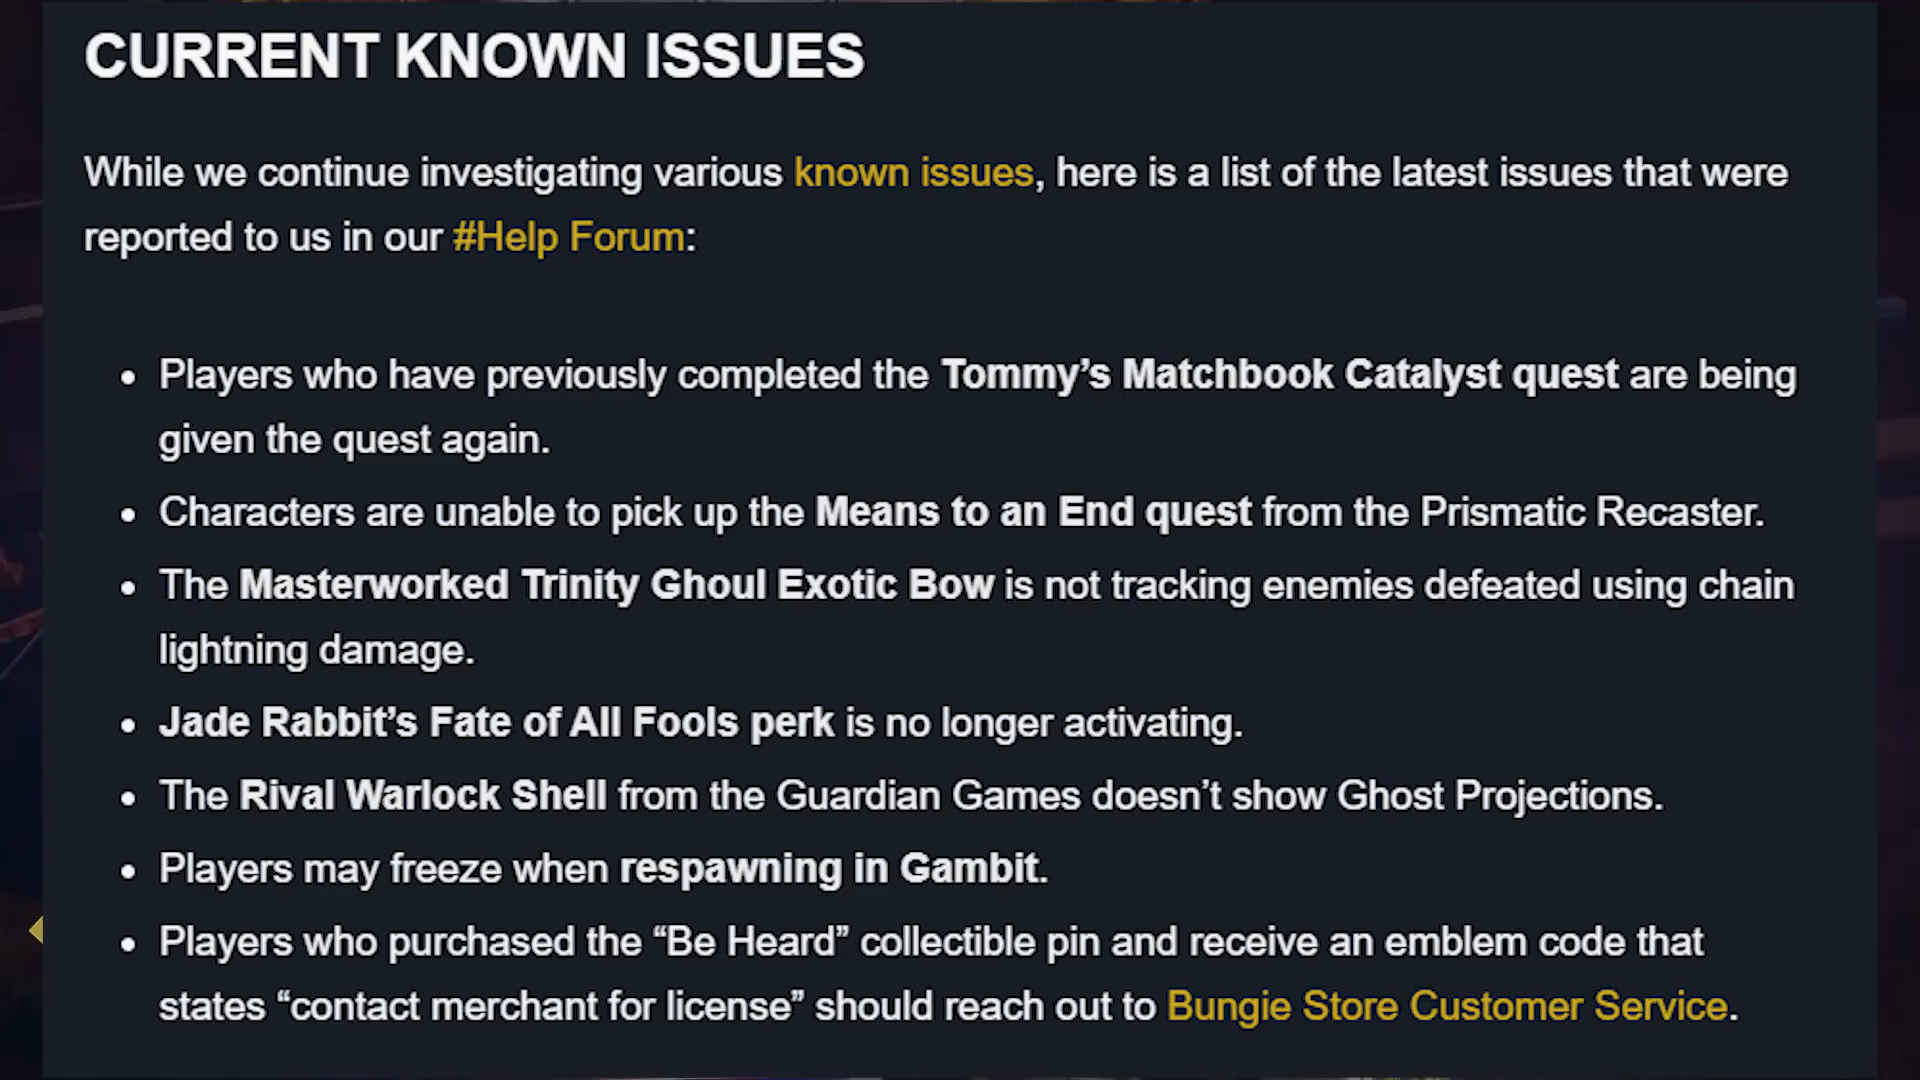 CURRENT KNOWN ISSUES
While we continue investigating various known issues, here is a list of the latest issues that were
reported to us in our #Help Forum:
• Players who have previously completed the Tommy’s Matchbook Catalyst quest are being
given the quest again.
• Characters are unable to pick up the Means to an End quest from the Prismatic Recaster.
• The Masterworked Trinity Ghoul Exotic Bow is not tracking enemies defeated using chain
lightning damage.
• Jade Rabbit’s Fate of All Fools perk is no longer activating.
• The Rival Warlock Shell from the Guardian Games doesn’t show Ghost Projections.
• Players may freeze when respawning in Gambit.
• Players who purchased the “Be Heard” collectible pin and receive an emblem code that
states “contact merchant for license” should reach out to Bungie Store Customer Service.